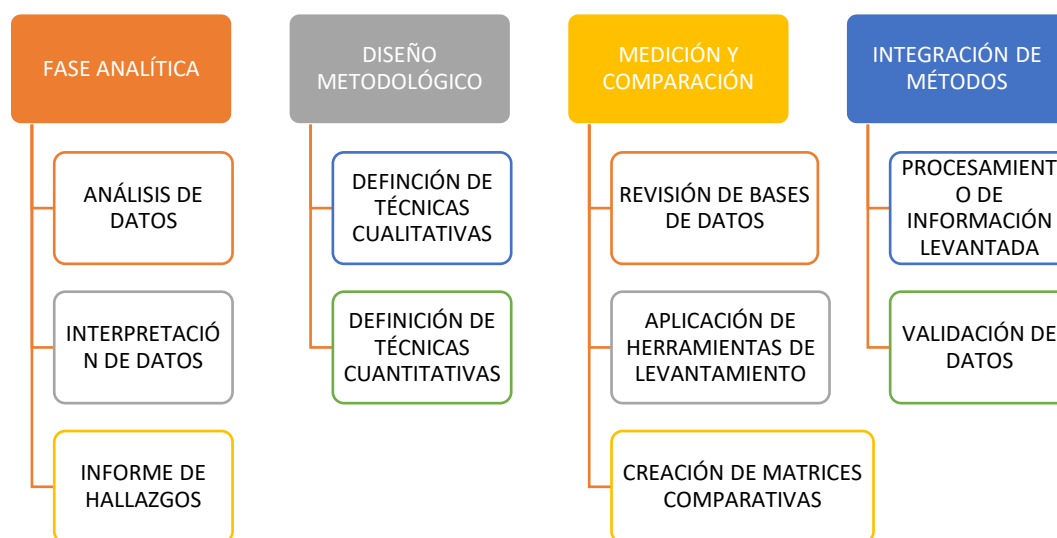 FASE ANALÍTICA
ANÁLISIS DE
DATOS
INTERPRETACIÓ
N DE DATOS
INFORME DE
HALLAZGOS
DISEÑO
METODOLÓGICO
DEFINCIÓN DE
TÉCNICAS
CUALITATIVAS
DEFINICIÓN DE
TÉCNICAS
CUANTITATIVAS
MEDICIÓN Y
COMPARACIÓN
REVISIÓN DE BASES
DE DATOS
APLICACIÓN DE
HERRAMIENTAS DE
LEVANTAMIENTO
CREACIÓN DE MATRICES
COMPARATIVAS
INTEGRACIÓN DE
MÉTODOS
PROCESAMIENT
O DE
INFORMACIÓN
LEVANTADA
VALIDACIÓN DE
DATOS